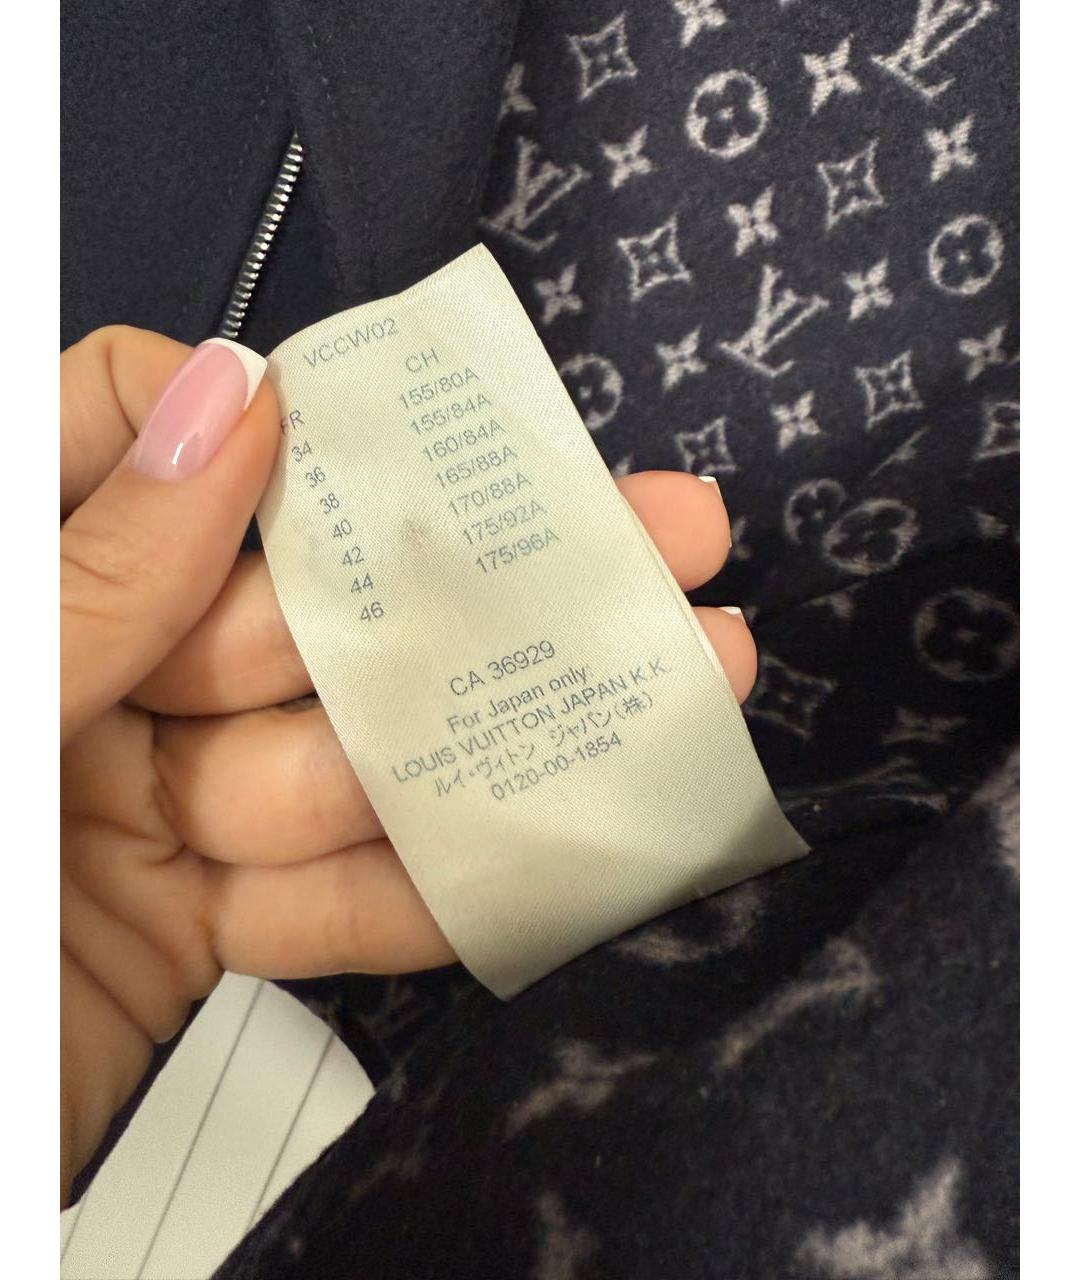 VCCW02
FR CH
34 155/80A
36 155/84A
38 160/84A
40 165/88A
42 170/88A
44 175/92A
46 175/96A
CA 36929
For Japan only:
LOUIS VUITTON JAPAN K.K.
ルイ・ヴィトン ジャパン(株)
0120-00-1854